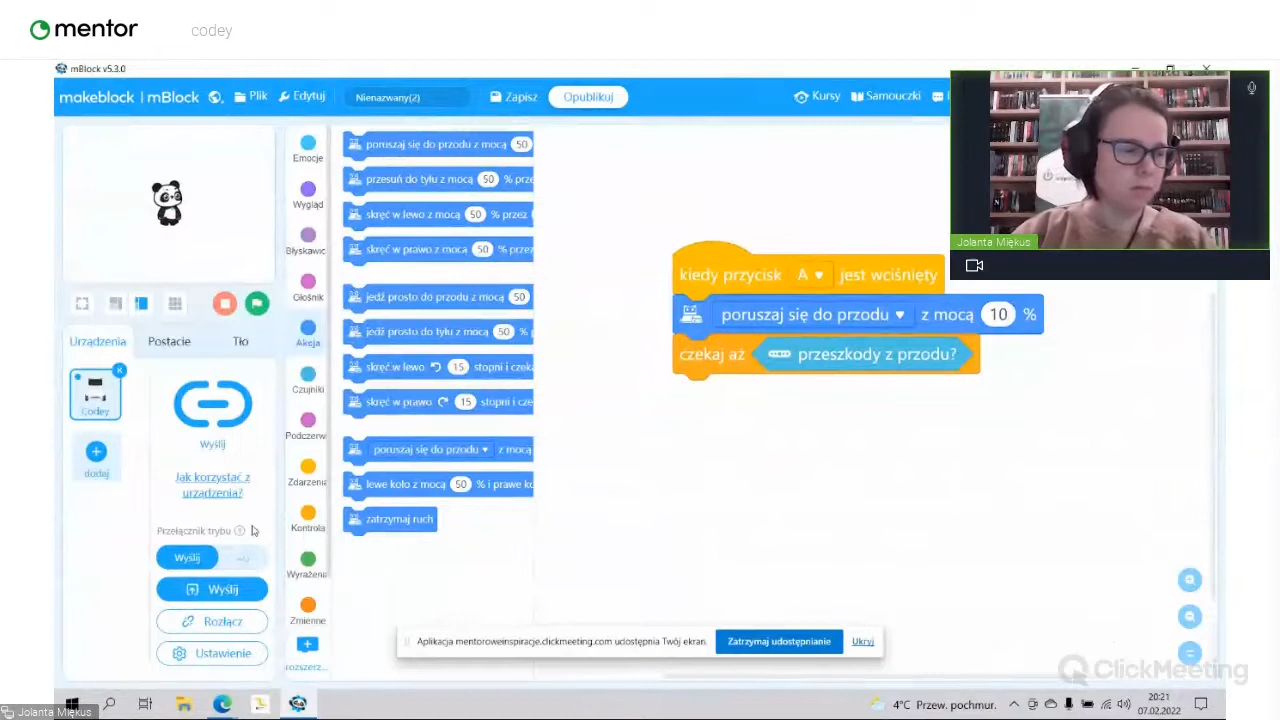 mentor
codey
mBlock v5.3.0
makeblock | mBlock Plik Edytuj Nienazwany(2) Zapisz Opublikuj Kursy Samouczki
Jolanta Miękus
Emocje
Wygląd
Błyskawic
Głośnik
Akcja
Czujniki
Podczerw
Zdarzenia
Kontrola
Wyrażenia
Zmienne
rozszerz...
poruszaj się do przodu z mocą 50
przesuń do tyłu z mocą 50 % prze
skręć w lewo z mocą 50 % przez
skręć w prawo z mocą 50 % prze
jedź prosto do przodu z mocą 50
jedź prosto do tyłu z mocą 50 %
skręć w lewo 15 stopni i czeka
skręć w prawo 15 stopni i cze
poruszaj się do przodu z mocą
lewe koło z mocą 50 % i prawe ko
zatrzymaj ruch
kiedy przycisk A jest wciśnięty
poruszaj się do przodu z mocą 10 %
czekaj aż przeszkody z przodu?
Urządzenia Postacie Tło
Codey
dodaj
Wyślij
Jak korzystać z
urządzenia?
Przełącznik trybu
Wyślij
Wyślij
Rozłącz
Ustawienie
Aplikacja mentoroweinspiracje.clickmeeting.com udostępnia Twój ekran. Zatrzymaj udostępnianie Ukryj
ClickMeeting
4°C Przew. pochmur.
20:21
07.02.2022
Jolanta Miękus